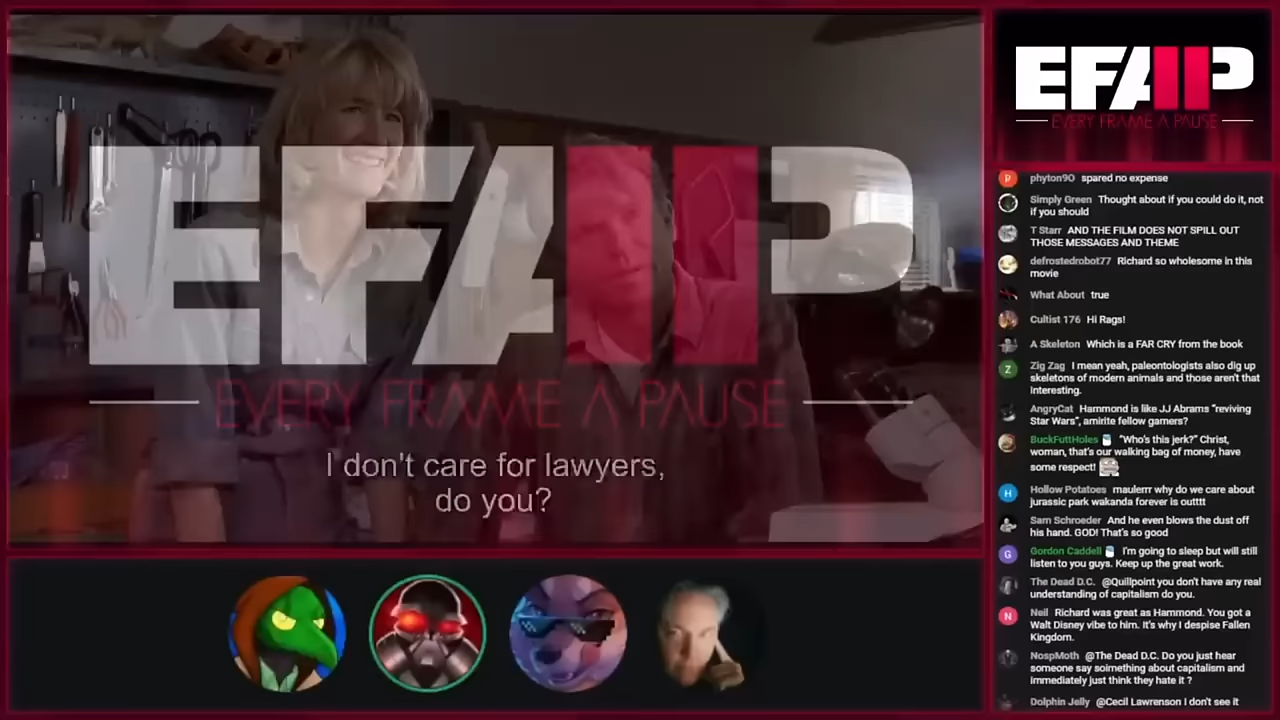 EFAP
EVERY FRAME A PAUSE
I don't care for lawyers,
do you?
EFAP
EVERY FRAME A PAUSE
phyton90 spared no expense
Simply Green Thought about if you could do it, not
if you should
T Starr AND THE FILM DOES NOT SPILL OUT
THOSE MESSAGES AND THEME
defrostedrobot77 Richard so wholesome in this
movie
What About true
Cultist 176 Hi Rags!
A Skeleton Which is a FAR CRY from the book
Zig Zag I mean yeah, paleontologists also dig up
skeletons of modern animals and those aren't that
interesting.
AngryCat Hammond is like JJ Abrams "reviving
Star Wars", amirite fellow gamers?
BuckFuttHoles "Who's this jerk?" Christ,
woman, that's our walking bag of money, have
some respect!
Hollow Potatoes maulerrr why do we care about
jurassic park wakanda forever is outttt
Sam Schroeder And he even blows the dust off
his hand. GOD! That's so good
Gordon Caddell I'm going to sleep but will still
listen to you guys. Keep up the great work.
The Dead D.C. @Quillpoint you don't have any real
understanding of capitalism do you.
Neil Richard was great as Hammond. You got a
Walt Disney vibe to him. It's why I despise Fallen
Kingdom.
NospMoth @The Dead D.C. Do you just hear
someone say soimething about capitalism and
immediately just think they hate it ?
Dolphin Jelly @Cecil Lawrenson I don't see it